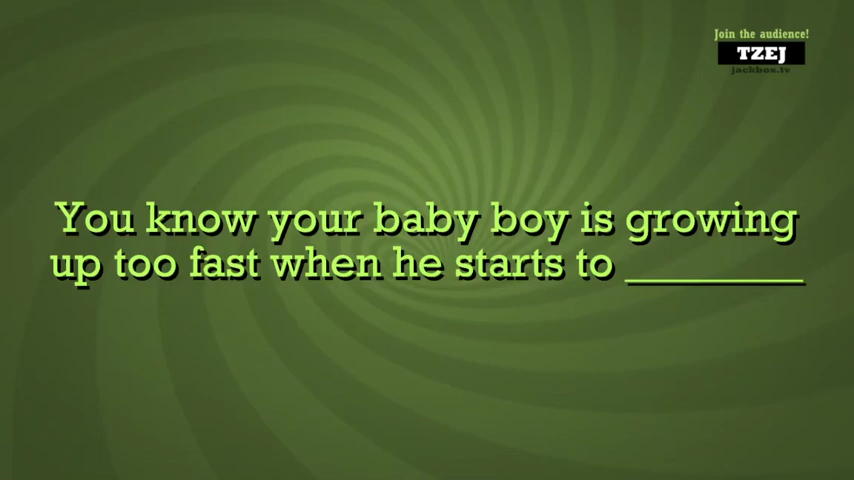 Join the audience!
TZEJ
jackbox.tv
You know your baby boy is growing
up too fast when he starts to __________